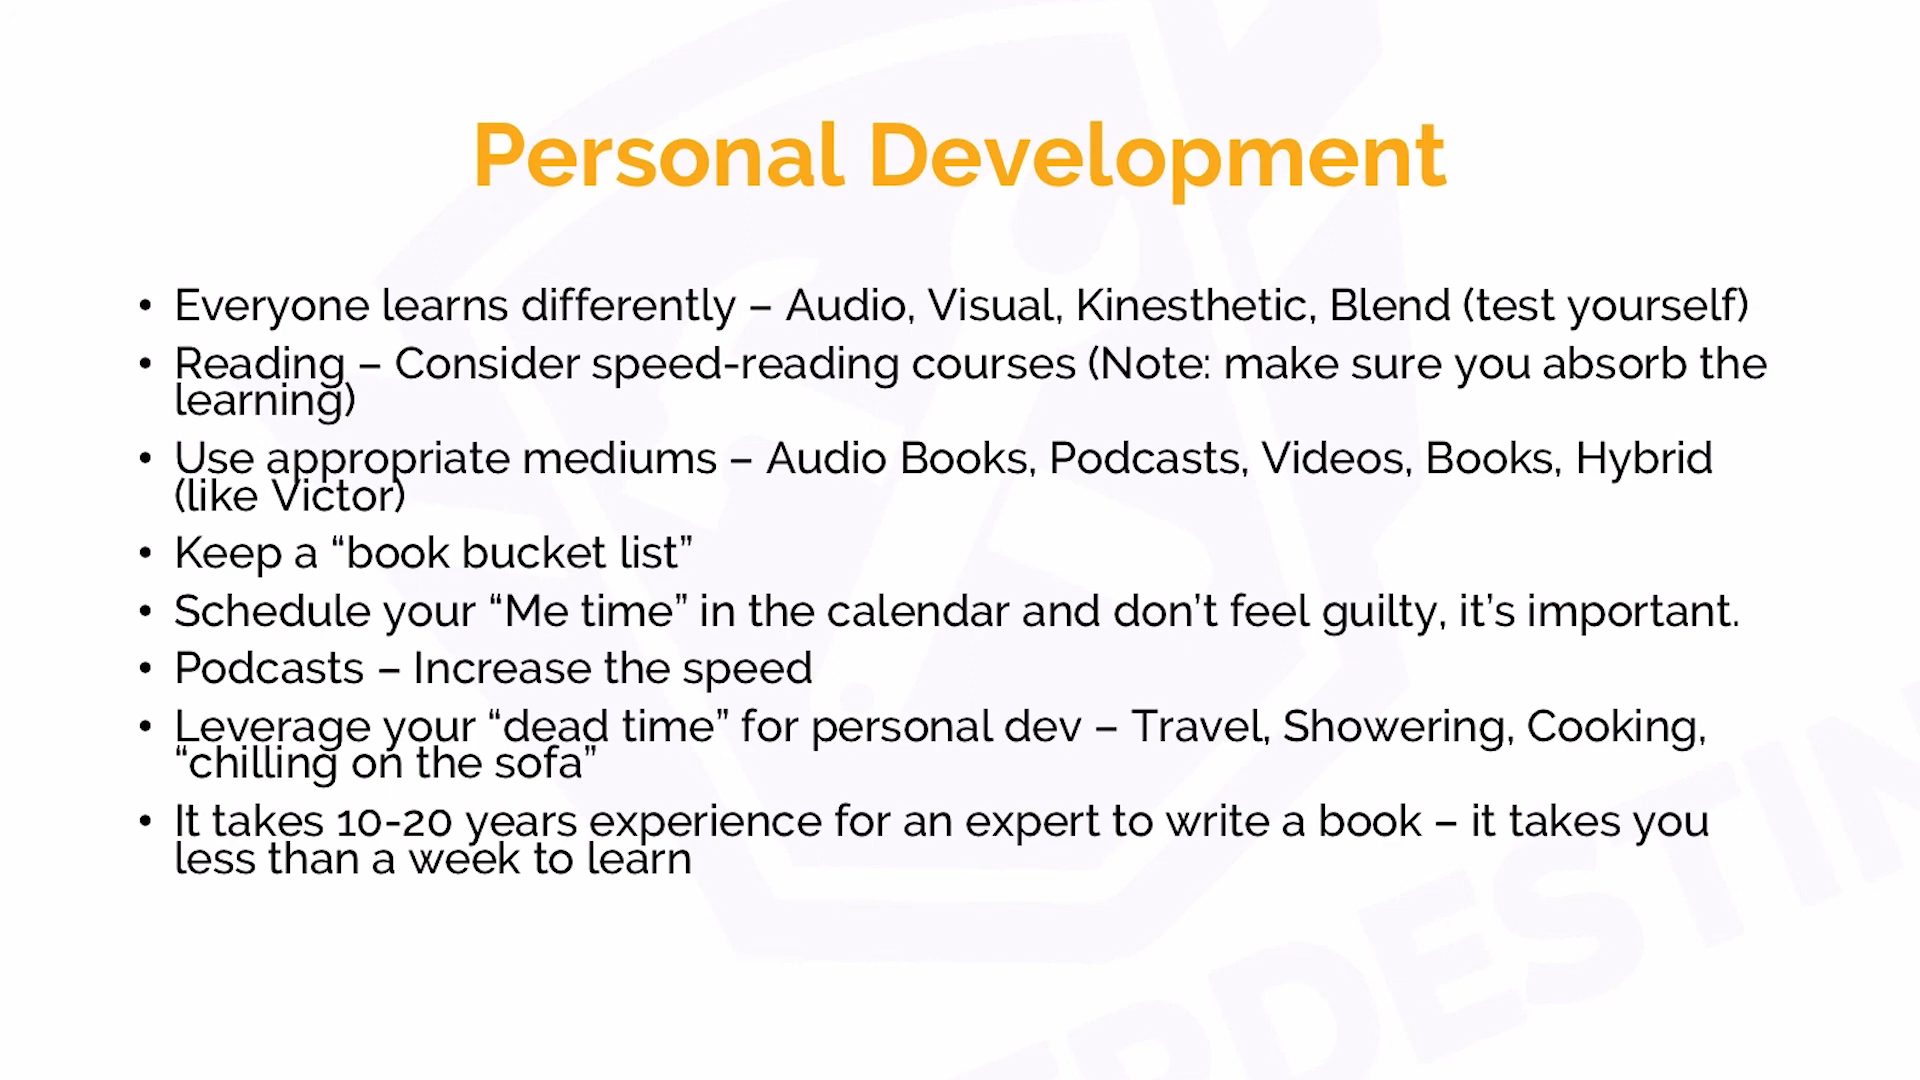 Personal Development
• Everyone learns differently – Audio, Visual, Kinesthetic, Blend (test yourself)
• Reading – Consider speed-reading courses (Note: make sure you absorb the
learning)
• Use appropriate mediums – Audio Books, Podcasts, Videos, Books, Hybrid
(like Victor)
• Keep a “book bucket list”
• Schedule your “Me time” in the calendar and don’t feel guilty, it’s important.
• Podcasts – Increase the speed
• Leverage your “dead time” for personal dev – Travel, Showering, Cooking,
“chilling on the sofa”
• It takes 10-20 years experience for an expert to write a book – it takes you
less than a week to learn